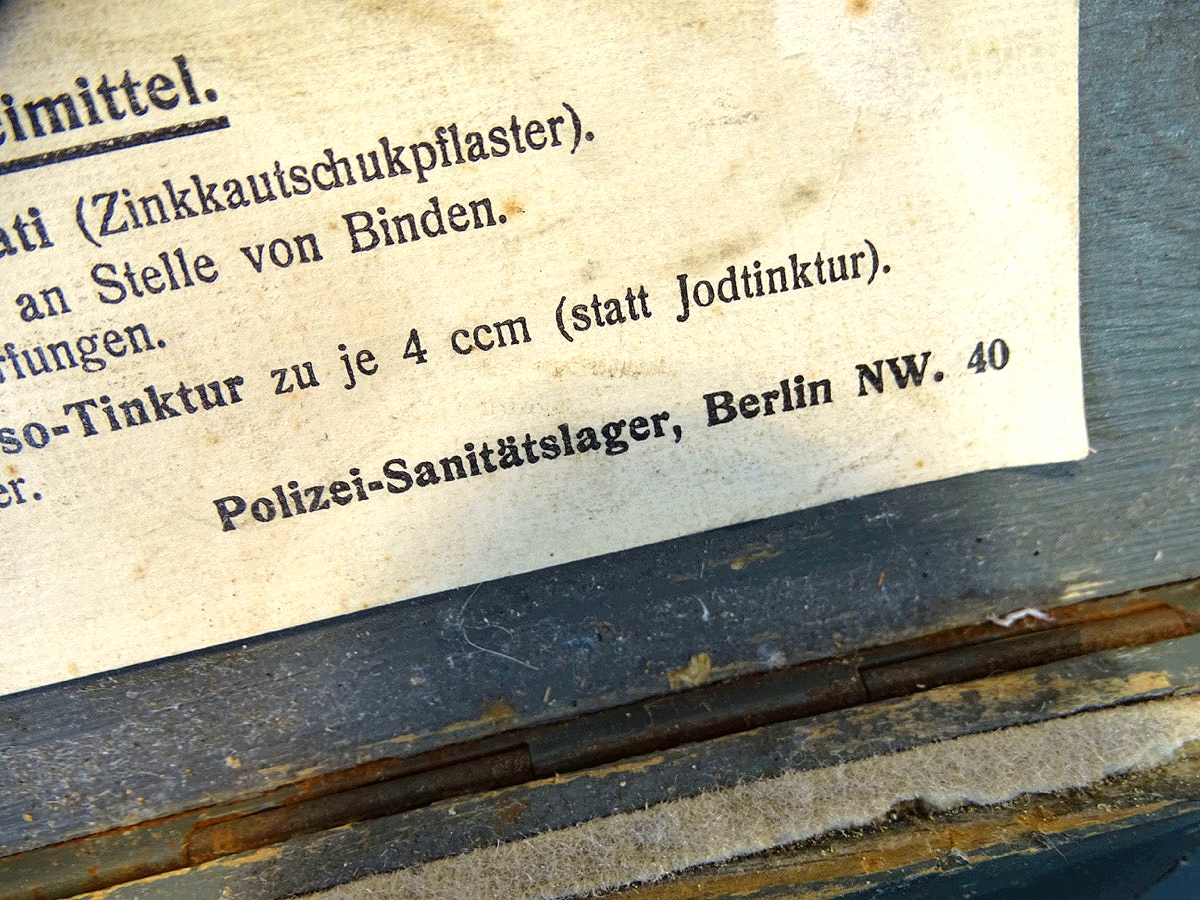 eimittel.
ati (Zinkkautschukpflaster).
an Stelle von Binden.
rfungen.
so-Tinktur zu je 4 ccm (statt Jodtinktur).
er.
Polizei-Sanitätslager, Berlin NW. 40